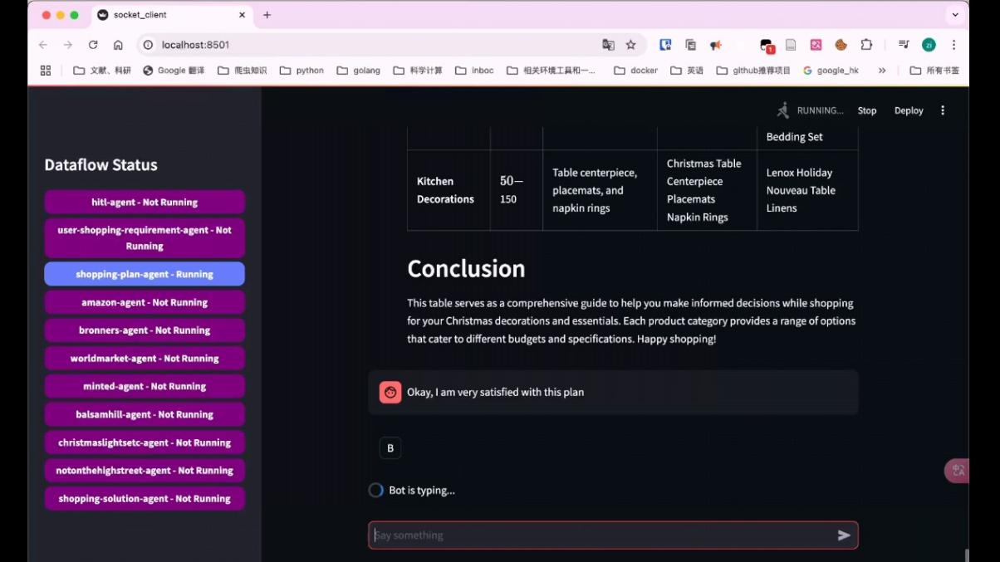 socket_client
localhost:8501
文献、科研
Google 翻译
爬虫知识
python
golang
科学计算
inboc
相关环境工具和一...
docker
英语
github推荐项目
google_hk
所有书签
1
zi
RUNNING...
Stop
Deploy
Dataflow Status
hitl-agent - Not Running
user-shopping-requirement-agent - Not
Running
shopping-plan-agent - Running
amazon-agent - Not Running
bronners-agent - Not Running
worldmarket-agent - Not Running
minted-agent - Not Running
balsamhill-agent - Not Running
christmaslightsetc-agent - Not Running
notonthehighstreet-agent - Not Running
shopping-solution-agent - Not Running
Bedding Set
Kitchen
Decorations
50—
150
Table centerpiece,
placemats, and
napkin rings
Christmas Table
Centerpiece
Placemats
Napkin Rings
Lenox Holiday
Nouveau Table
Linens
Conclusion
This table serves as a comprehensive guide to help you make informed decisions while shopping
for your Christmas decorations and essentials. Each product category provides a range of options
that cater to different budgets and specifications. Happy shopping!
Okay, I am very satisfied with this plan
B
Bot is typing...
Say something